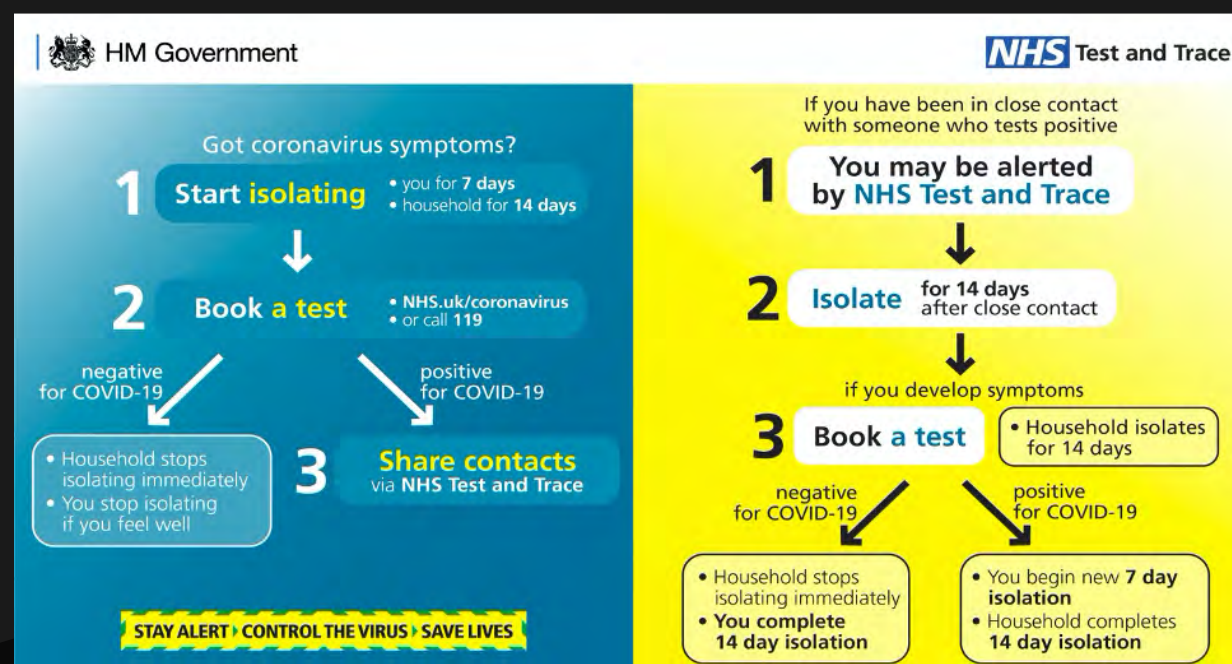 HM Government
NHS Test and Trace
Got coronavirus symptoms?
1
Start isolating
• you for 7 days
• household for 14 days
2
Book a test
• NHS.uk/coronavirus
• or call 119
negative
for COVID-19
• Household stops
isolating immediately
• You stop isolating
if you feel well
positive
for COVID-19
3
Share contacts
via NHS Test and Trace
STAY ALERT CONTROL THE VIRUS SAVE LIVES
If you have been in close contact
with someone who tests positive
1
You may be alerted
by NHS Test and Trace
2
Isolate
for 14 days
after close contact
if you develop symptoms
3
Book a test
• Household isolates
for 14 days
negative
for COVID-19
• Household stops
isolating immediately
• You complete
14 day isolation
positive
for COVID-19
• You begin new 7 day
isolation
• Household completes
14 day isolation